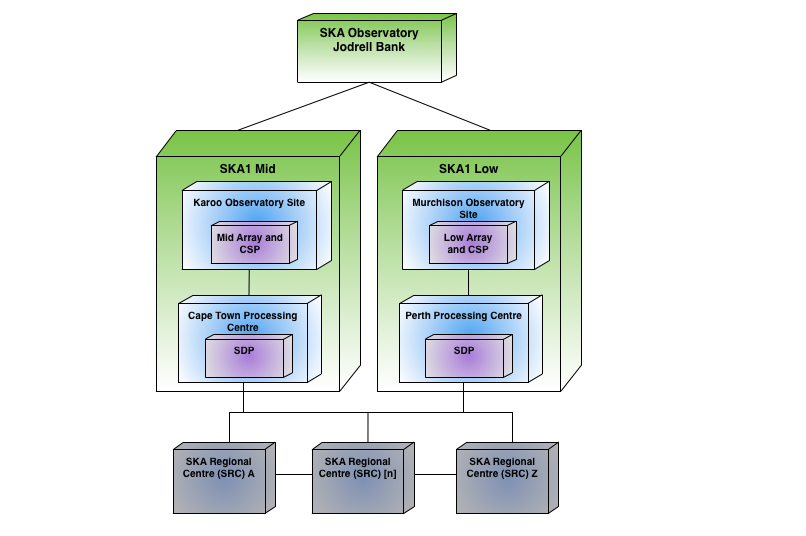 SKA Observatory
Jodrell Bank
SKA1 Mid
Karoo Observatory Site
Mid Array and
CSP
Cape Town Processing
Centre
SDP
SKA1 Low
Murchison Observatory
Site
Low Array
and CSP
Perth Processing Centre
SDP
SKA Regional
Centre (SRC) A
SKA Regional
Centre (SRC) [n]
SKA Regional
Centre (SRC) Z